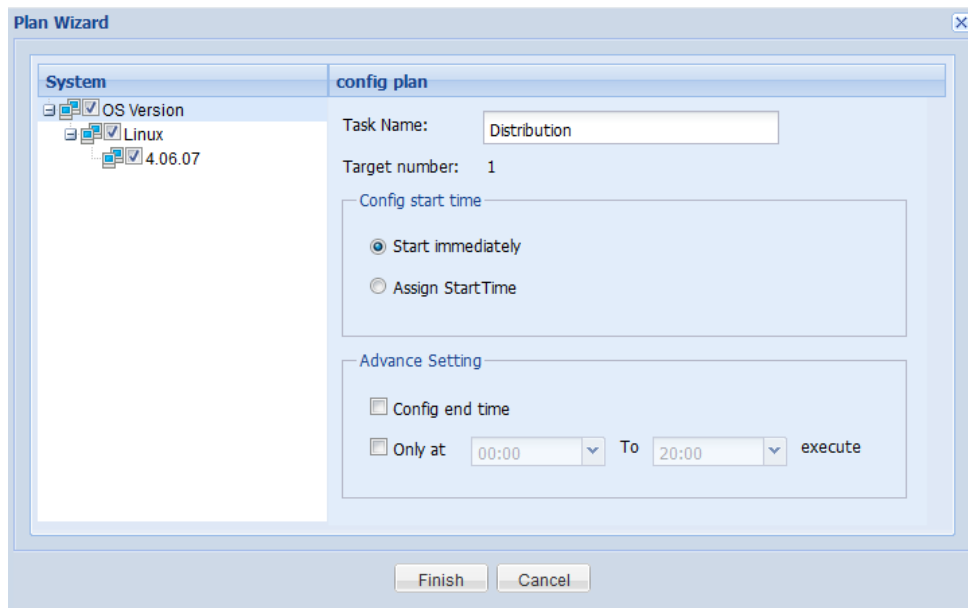 Plan Wizard
System
OS Version
Linux
4.06.07
config plan
Task Name: Distribution
Target number: 1
Config start time
Start immediately
Assign StartTime
Advance Setting
Config end time
Only at 00:00 To 20:00 execute
Finish Cancel